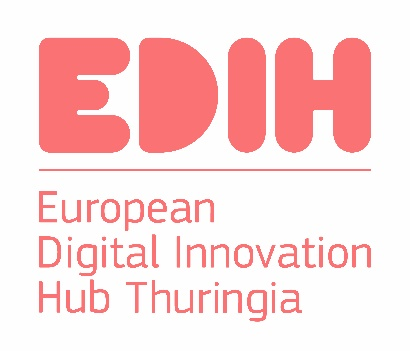 EDIH
European
Digital Innovation
Hub Thuringia